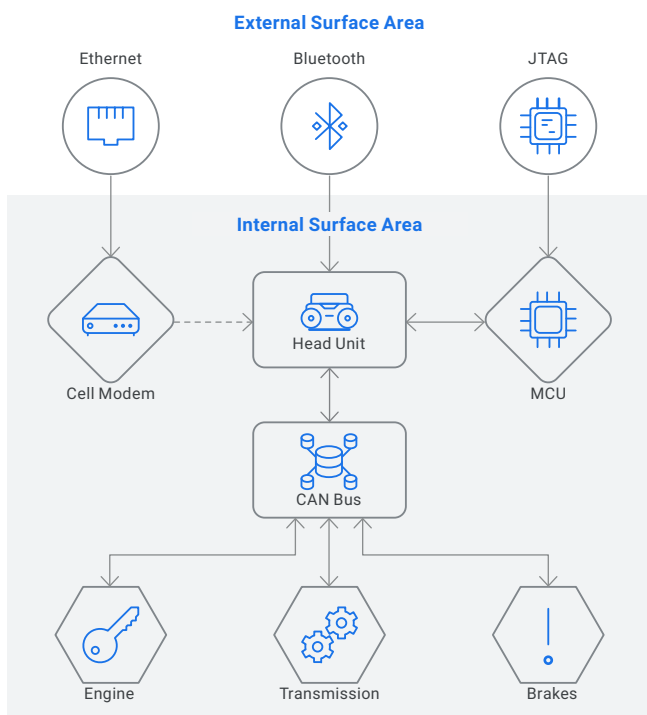 External Surface Area
Ethernet
Bluetooth
JTAG
Internal Surface Area
Head Unit
Cell Modem
MCU
CAN Bus
Engine
Transmission
Brakes